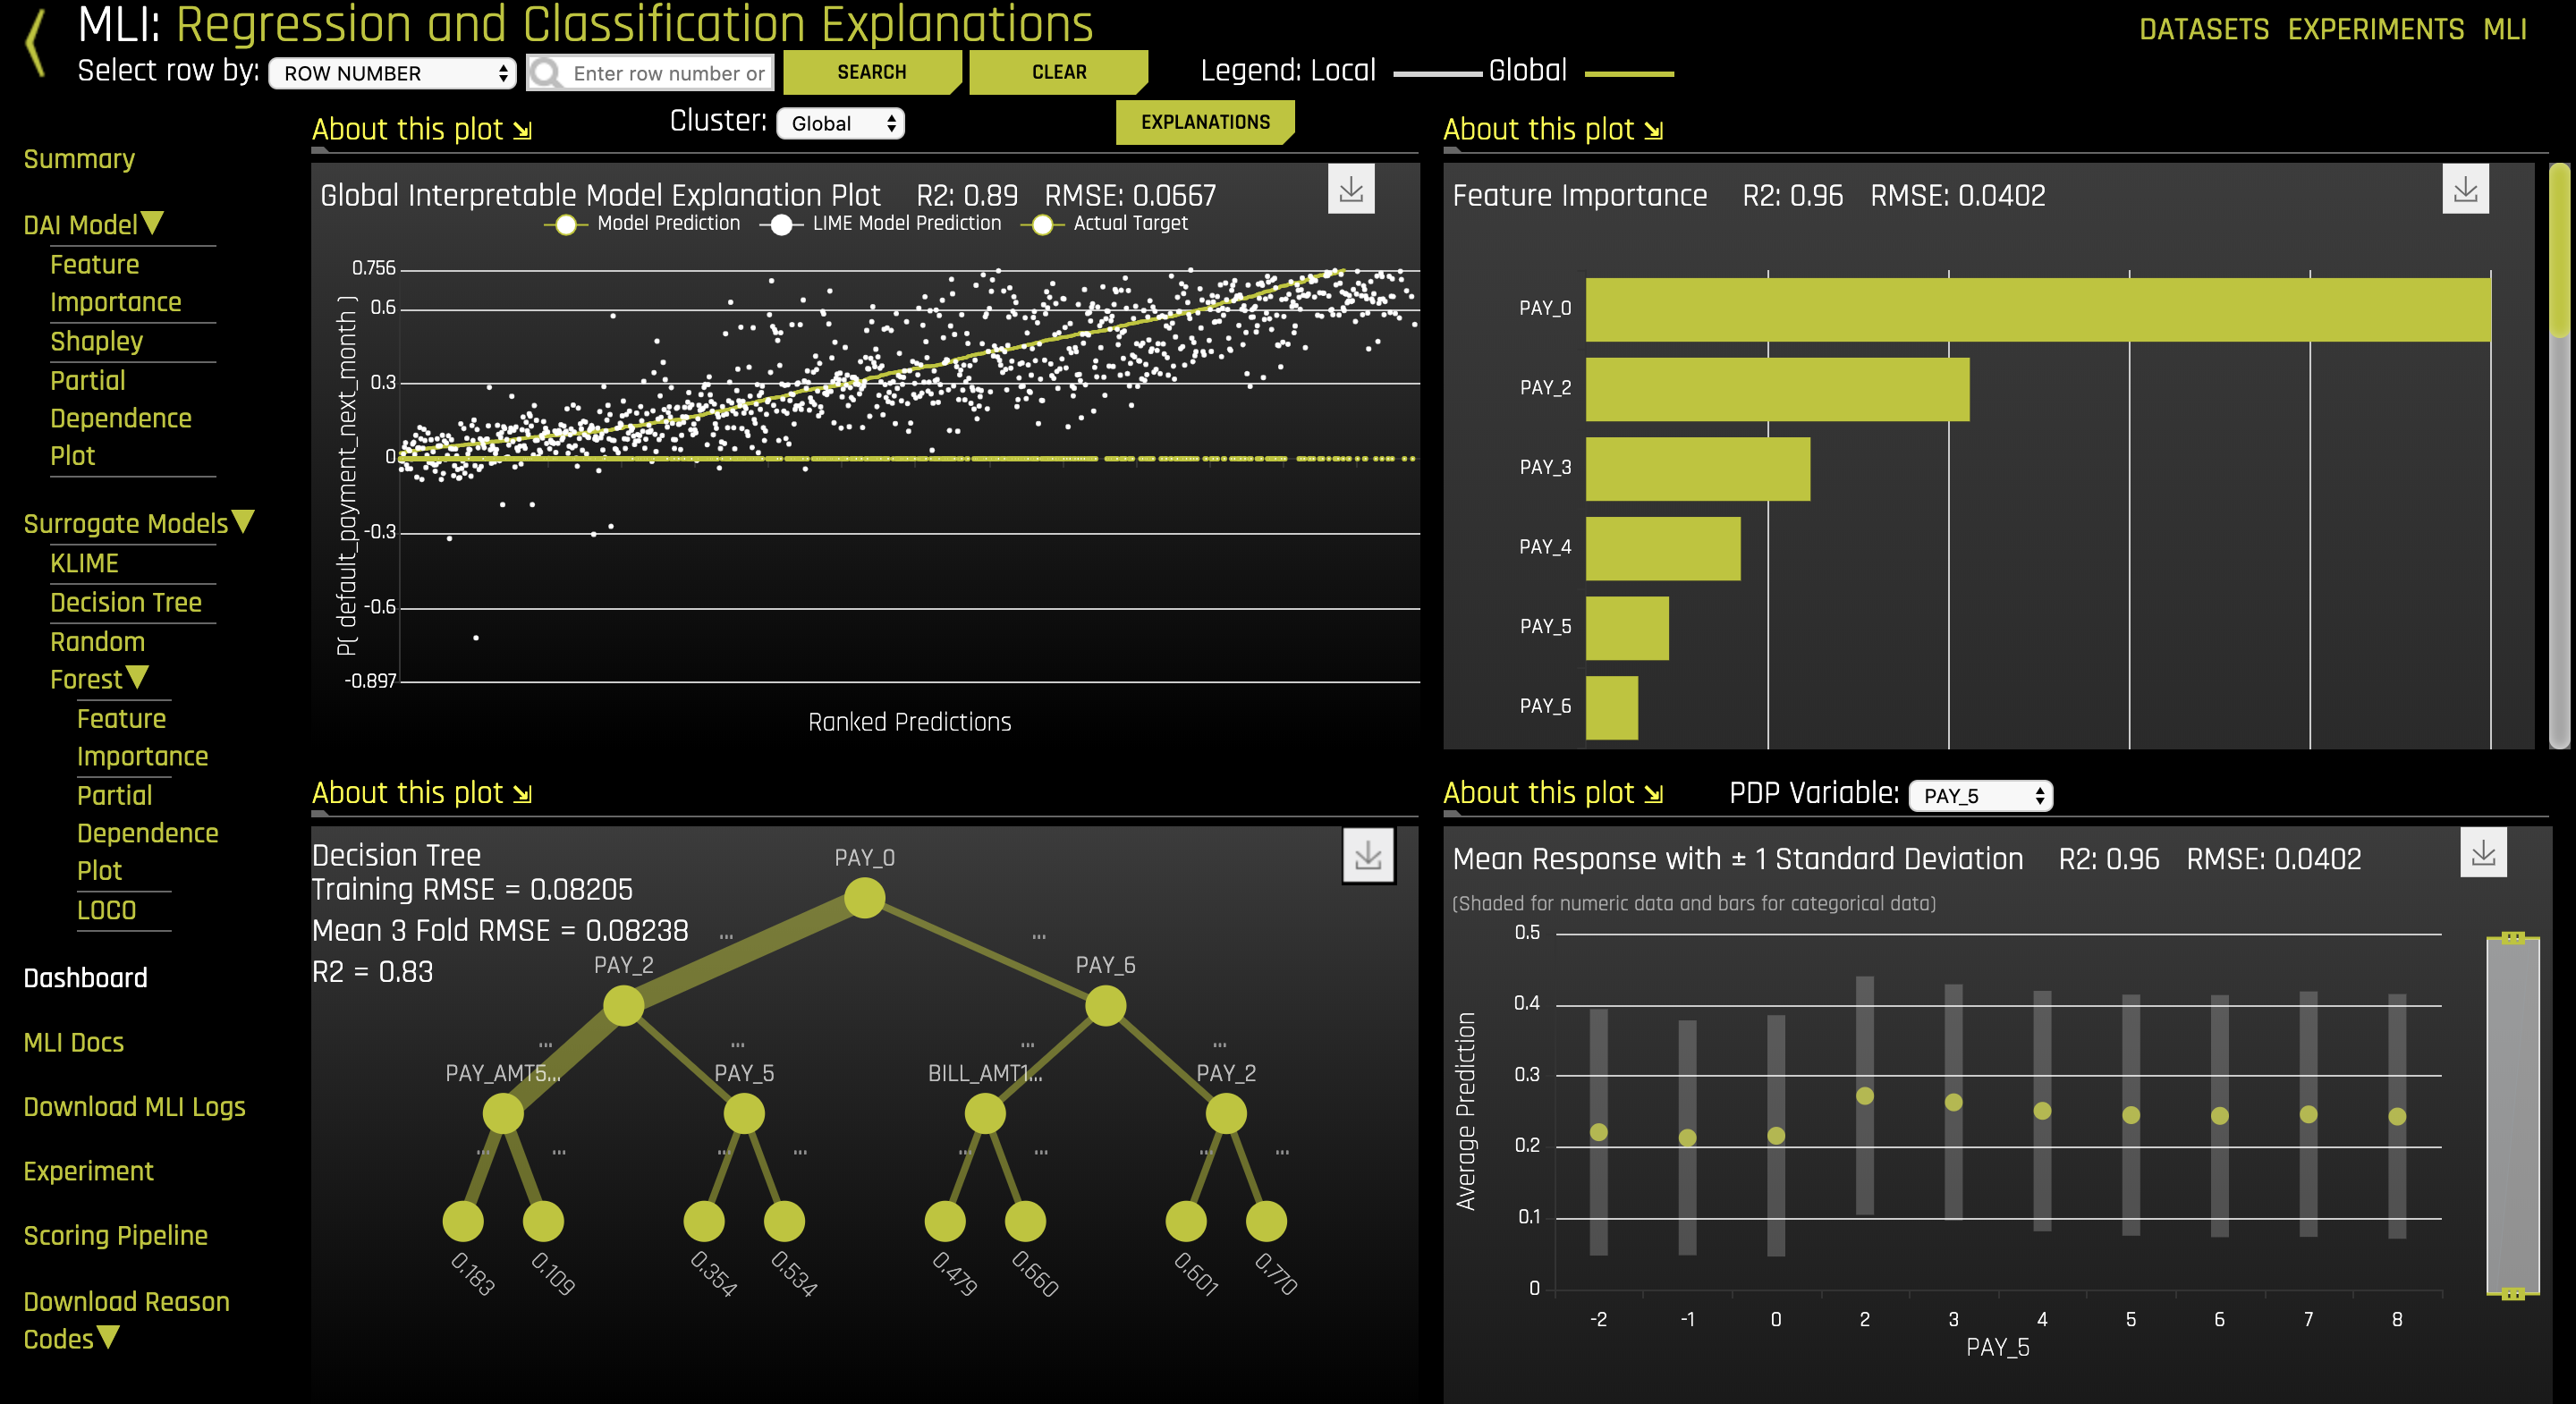 MLI: Regression and Classification Explanations
DATASETS EXPERIMENTS MLI
Select row by: ROW NUMBER Enter row number or SEARCH CLEAR Legend: Local Global
About this plot Cluster: Global EXPLANATIONS
About this plot
Summary
DAI Model
Feature
Importance
Shapley
Partial
Dependence
Plot
Surrogate Models
KLIME
Decision Tree
Random
Forest
Feature
Importance
Partial
Dependence
Plot
LOCO
Dashboard
MLI Docs
Download MLI Logs
Experiment
Scoring Pipeline
Download Reason
Codes
Global Interpretable Model Explanation Plot R2: 0.89 RMSE: 0.0667
Model Prediction LIME Model Prediction Actual Target
P( default_payment_next_month )
0.756
0.6
0.3
0
-0.3
-0.6
-0.897
Ranked Predictions
Feature Importance R2: 0.96 RMSE: 0.0402
PAY_0
PAY_2
PAY_3
PAY_4
PAY_5
PAY_6
About this plot
Decision Tree
Training RMSE = 0.08205
Mean 3 Fold RMSE = 0.08238
R2 = 0.83
PAY_0
... ...
PAY_2 PAY_6
... ... ... ...
PAY_AMT5... PAY_5 BILL_AMT1... PAY_2
... ... ... ... ... ... ... ...
0.183 0.109 0.354 0.534 0.479 0.660 0.601 0.770
About this plot PDP Variable: PAY_5
Mean Response with ± 1 Standard Deviation R2: 0.96 RMSE: 0.0402
(Shaded for numeric data and bars for categorical data)
Average Prediction
0.5
0.4
0.3
0.2
0.1
0
-2 -1 0 2 3 4 5 6 7 8
PAY_5